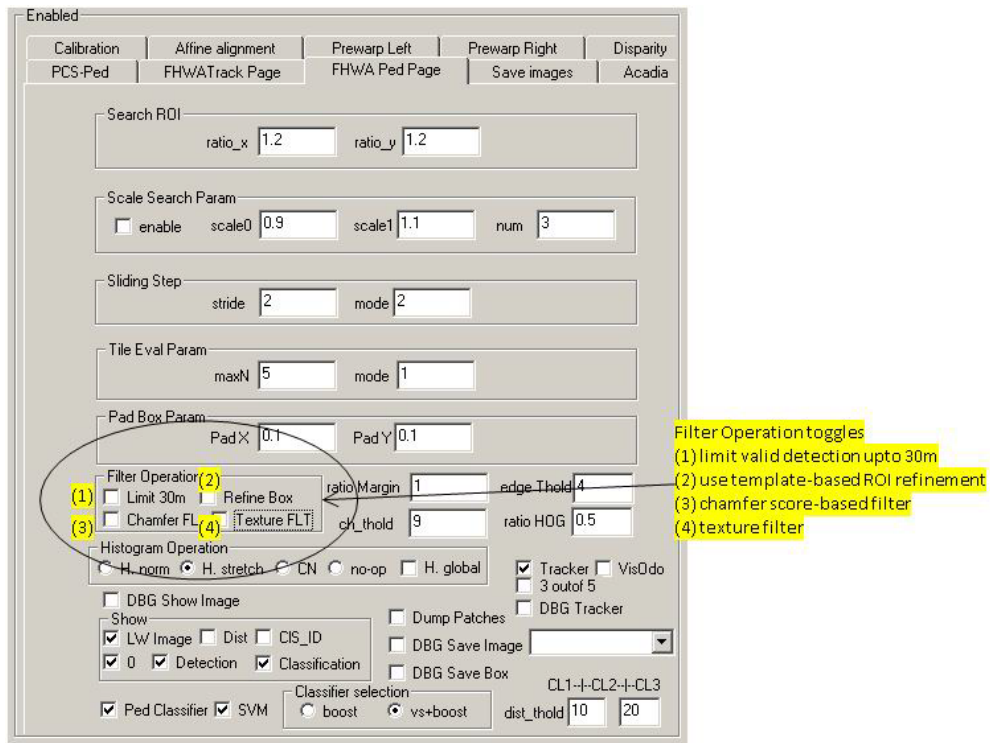 Enabled
Calibration Affine alignment Prewarp Left Prewarp Right Disparity
PCS-Ped FHWATrack Page FHWA Ped Page Save images Acadia
Search ROI
ratio_x 1.2 ratio_y 1.2
Scale Search Param
enable scale0 0.9 scale1 1.1 num 3
Sliding Step
stride 2 mode 2
Tile Eval Param
maxN 5 mode 1
Pad Box Param
Pad X 0.1 Pad Y 0.1
Filter Operation (2)
(1) Limit 30m Refine Box ratio Margin 1 edge Thold 4
(3) Chamfer FL (4) Texture FLT ch_thold 9 ratio HOG 0.5
Histogram Operation
H. norm H. stretch CN no-op H. global Tracker VisOdo
3 outof 5
DBG Show Image DBG Tracker
Show Dump Patches
LW Image Dist CIS_ID DBG Save Image
0 Detection Classification DBG Save Box
Classifier selection CL1--|--CL2--|--CL3
Ped Classifier SVM boost vs+boost dist_thold 10 20
Filter Operation toggles
(1) limit valid detection upto 30m
(2) use template-based ROI refinement
(3) chamfer score-based filter
(4) texture filter